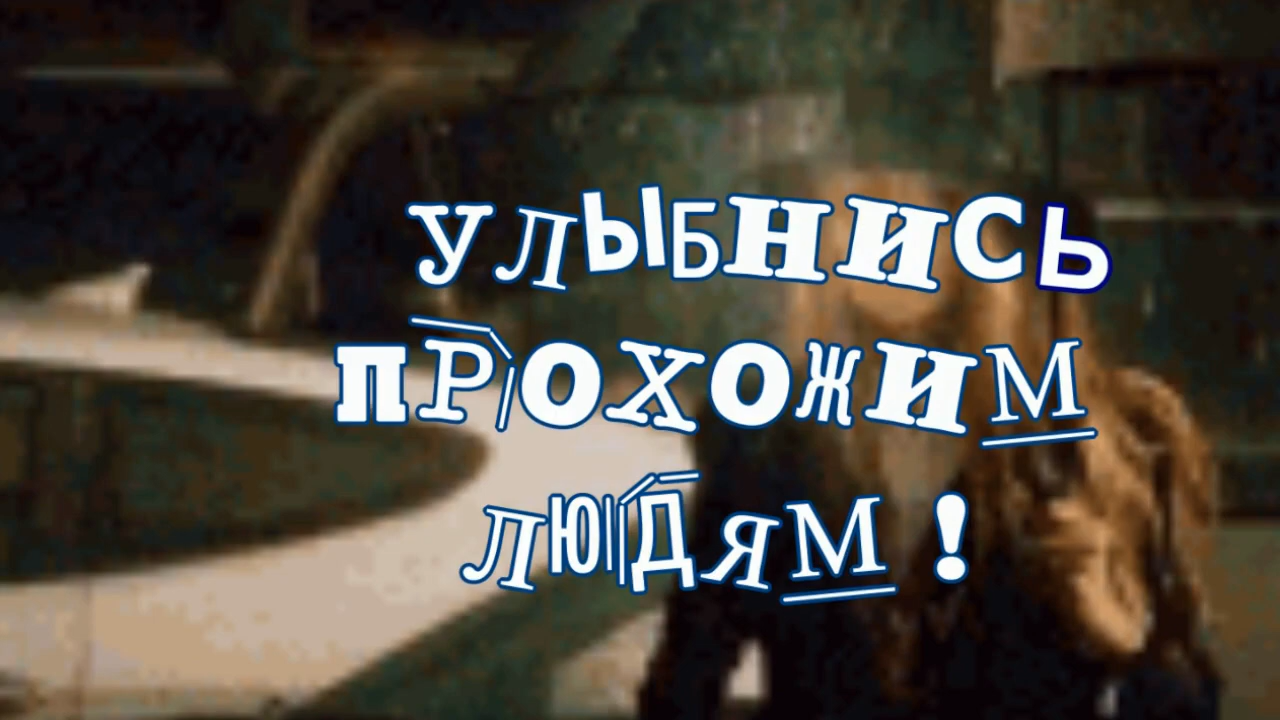 улыбнись
прохожим
людям !